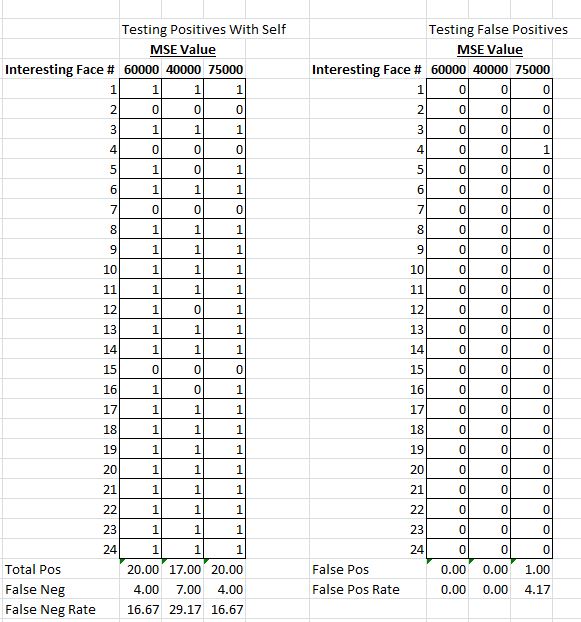 Testing Positives With Self Testing False Positives
MSE Value MSE Value
Interesting Face # 60000 40000 75000 Interesting Face # 60000 40000 75000
1 1 1 1 1 0 0 0
2 0 0 0 2 0 0 0
3 1 1 1 3 0 0 0
4 0 0 0 4 0 0 1
5 1 0 1 5 0 0 0
6 1 1 1 6 0 0 0
7 0 0 0 7 0 0 0
8 1 1 1 8 0 0 0
9 1 1 1 9 0 0 0
10 1 1 1 10 0 0 0
11 1 1 1 11 0 0 0
12 1 0 1 12 0 0 0
13 1 1 1 13 0 0 0
14 1 1 1 14 0 0 0
15 0 0 0 15 0 0 0
16 1 0 1 16 0 0 0
17 1 1 1 17 0 0 0
18 1 1 1 18 0 0 0
19 1 1 1 19 0 0 0
20 1 1 1 20 0 0 0
21 1 1 1 21 0 0 0
22 1 1 1 22 0 0 0
23 1 1 1 23 0 0 0
24 1 1 1 24 0 0 0
Total Pos 20.00 17.00 20.00 False Pos 0.00 0.00 1.00
False Neg 4.00 7.00 4.00 False Pos Rate 0.00 0.00 4.17
False Neg Rate 16.67 29.17 16.67